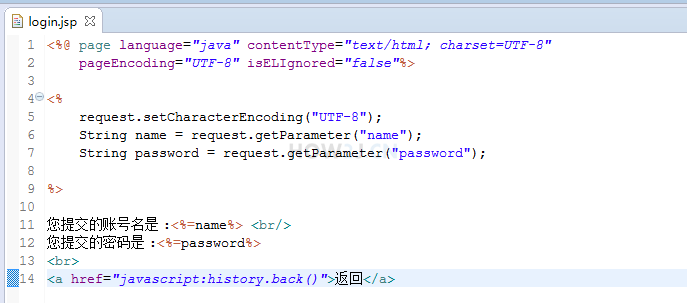 login.jsp
1 <%@ page language="java" contentType="text/html; charset=UTF-8"
2 pageEncoding="UTF-8" isELIgnored="false"%>
3
4 <%
5 request.setCharacterEncoding("UTF-8");
6 String name = request.getParameter("name");
7 String password = request.getParameter("password");
8
9 %>
10
11 您提交的账号名是 :<%=name%> <br/>
12 您提交的密码是 :<%=password%>
13 <br>
14 <a href="javascript:history.back()">返回</a>